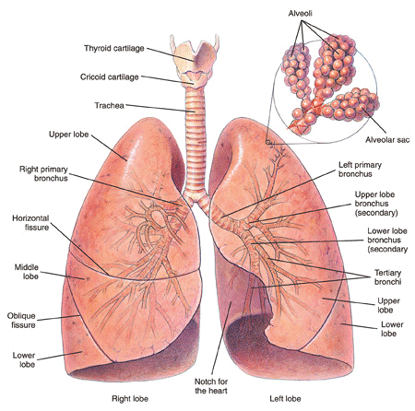 Alveoli
Thyroid cartilage
Cricoid cartilage
Trachea
Alveolar sac
Upper lobe
Right primary
bronchus
Left primary
bronchus
Upper lobe
bronchus
(secondary)
Horizontal
fissure
Lower lobe
bronchus
(secondary
Middle
lobe
Tertiary
bronchi
Upper
lobe
Oblique
fissure
Lower
lobe
Lower
lobe
Notch for
the heart
Right lobe
Left lobe